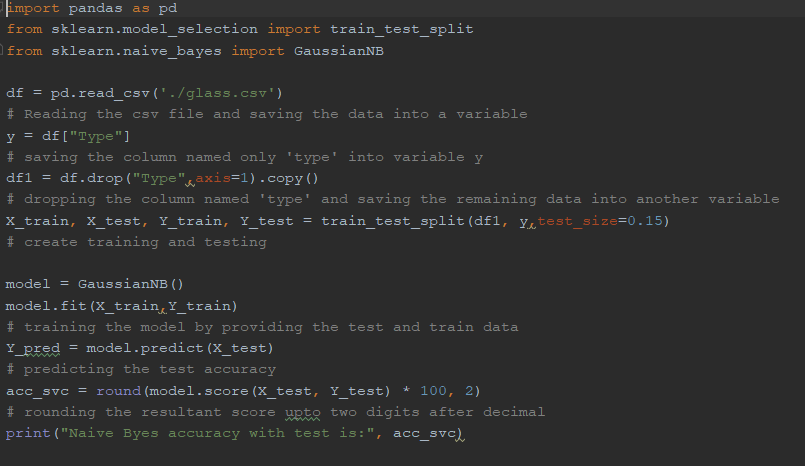 import pandas as pd
from sklearn.model_selection import train_test_split
from sklearn.naive_bayes import GaussianNB
df = pd.read_csv('./glass.csv')
# Reading the csv file and saving the data into a variable
y = df["Type"]
# saving the column named only 'type' into variable y
df1 = df.drop("Type",axis=1).copy()
# dropping the column named 'type' and saving the remaining data into another variable
X_train, X_test, Y_train, Y_test = train_test_split(df1, y,test_size=0.15)
# create training and testing
model = GaussianNB()
model.fit(X_train,Y_train)
# training the model by providing the test and train data
Y_pred = model.predict(X_test)
# predicting the test accuracy
acc_svc = round(model.score(X_test, Y_test) * 100, 2)
# rounding the resultant score upto two digits after decimal
print("Naive Byes accuracy with test is:", acc_svc)